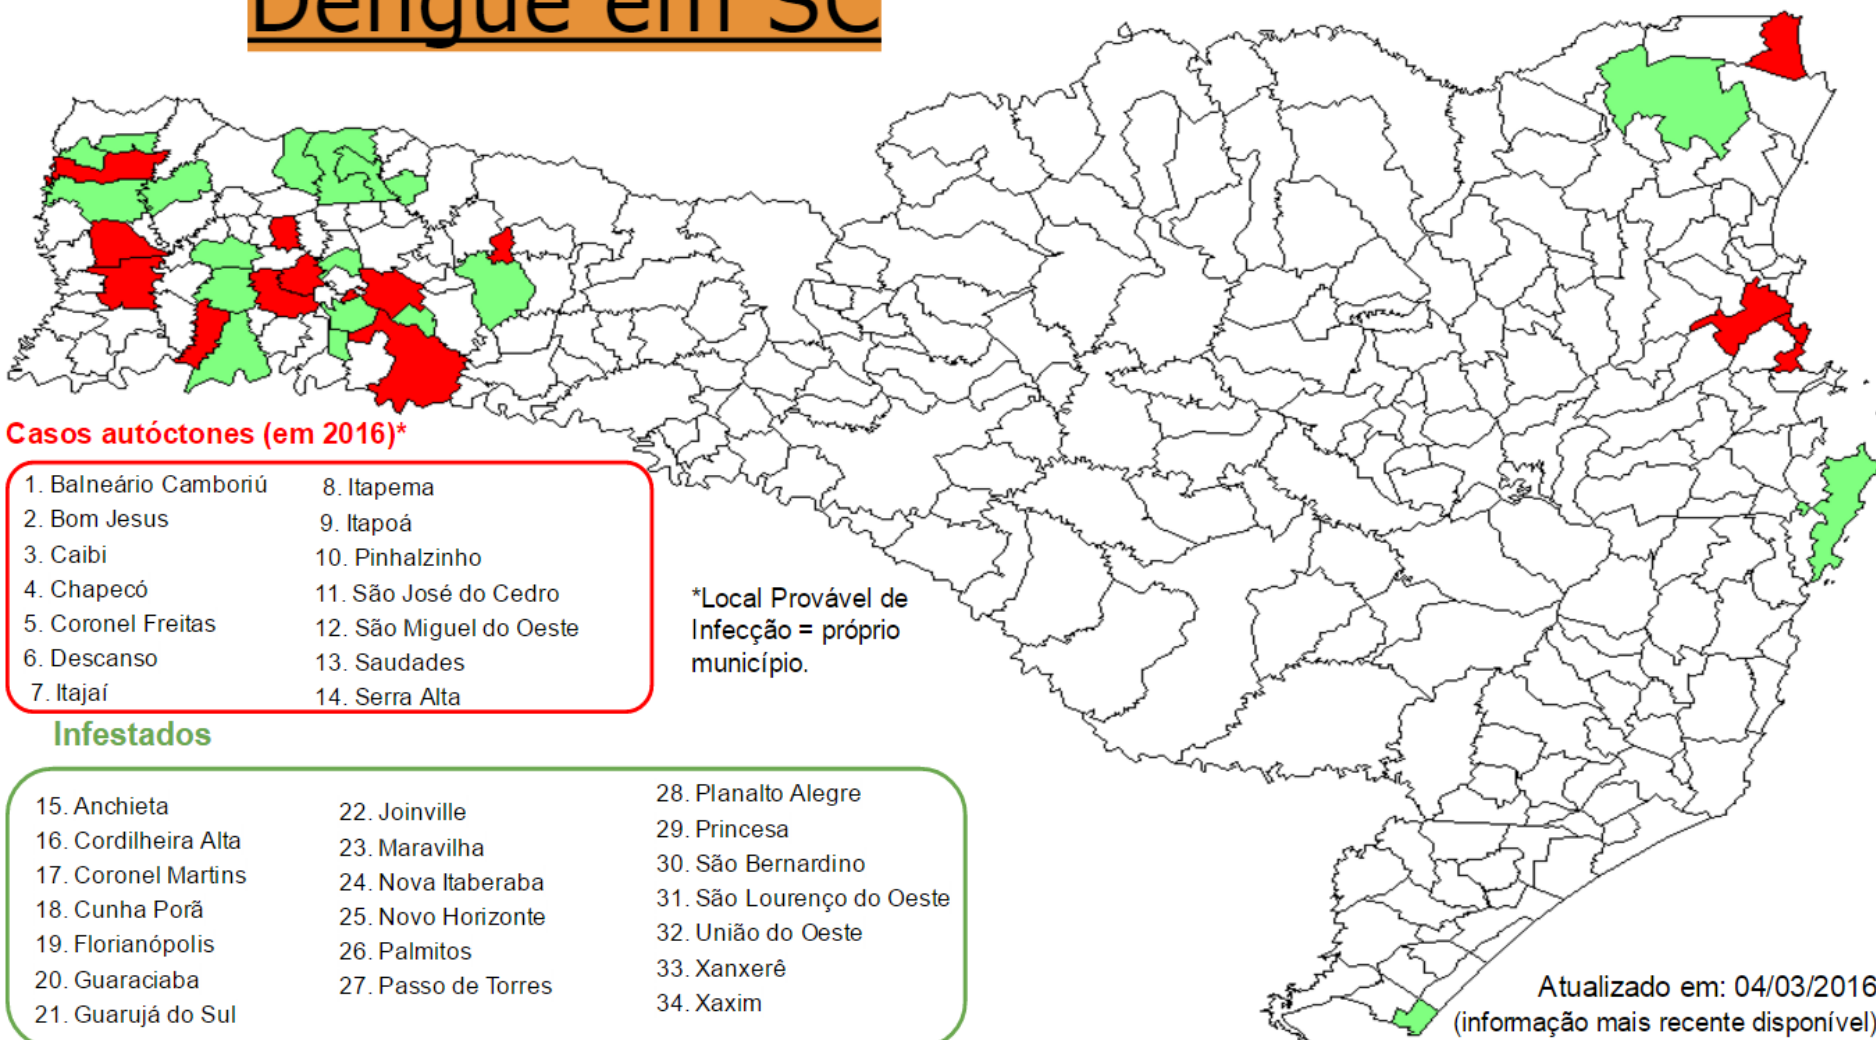 Dengue em SC
Casos autóctones (em 2016)*
1. Balneário Camboriú
2. Bom Jesus
3. Caibi
4. Chapecó
5. Coronel Freitas
6. Descanso
7. Itajaí
8. Itapema
9. Itapoá
10. Pinhalzinho
11. São José do Cedro
12. São Miguel do Oeste
13. Saudades
14. Serra Alta
*Local Provável de
Infecção = próprio
município.
Infestados
15. Anchieta
16. Cordilheira Alta
17. Coronel Martins
18. Cunha Porã
19. Florianópolis
20. Guaraciaba
21. Guarujá do Sul
22. Joinville
23. Maravilha
24. Nova Itaberaba
25. Novo Horizonte
26. Palmitos
27. Passo de Torres
28. Planalto Alegre
29. Princesa
30. São Bernardino
31. São Lourenço do Oeste
32. União do Oeste
33. Xanxerê
34. Xaxim
Atualizado em: 04/03/2016
(informação mais recente disponível)